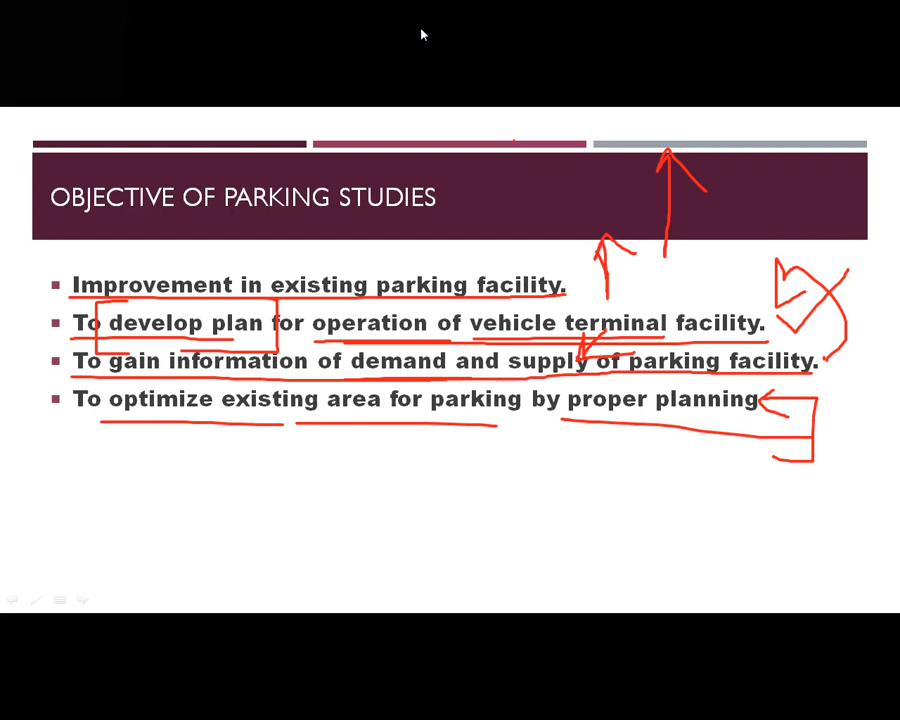 OBJECTIVE OF PARKING STUDIES
Improvement in existing parking facility.
To develop plan for operation of vehicle terminal facility.
To gain information of demand and supply of parking facility.
To optimize existing area for parking by proper planning